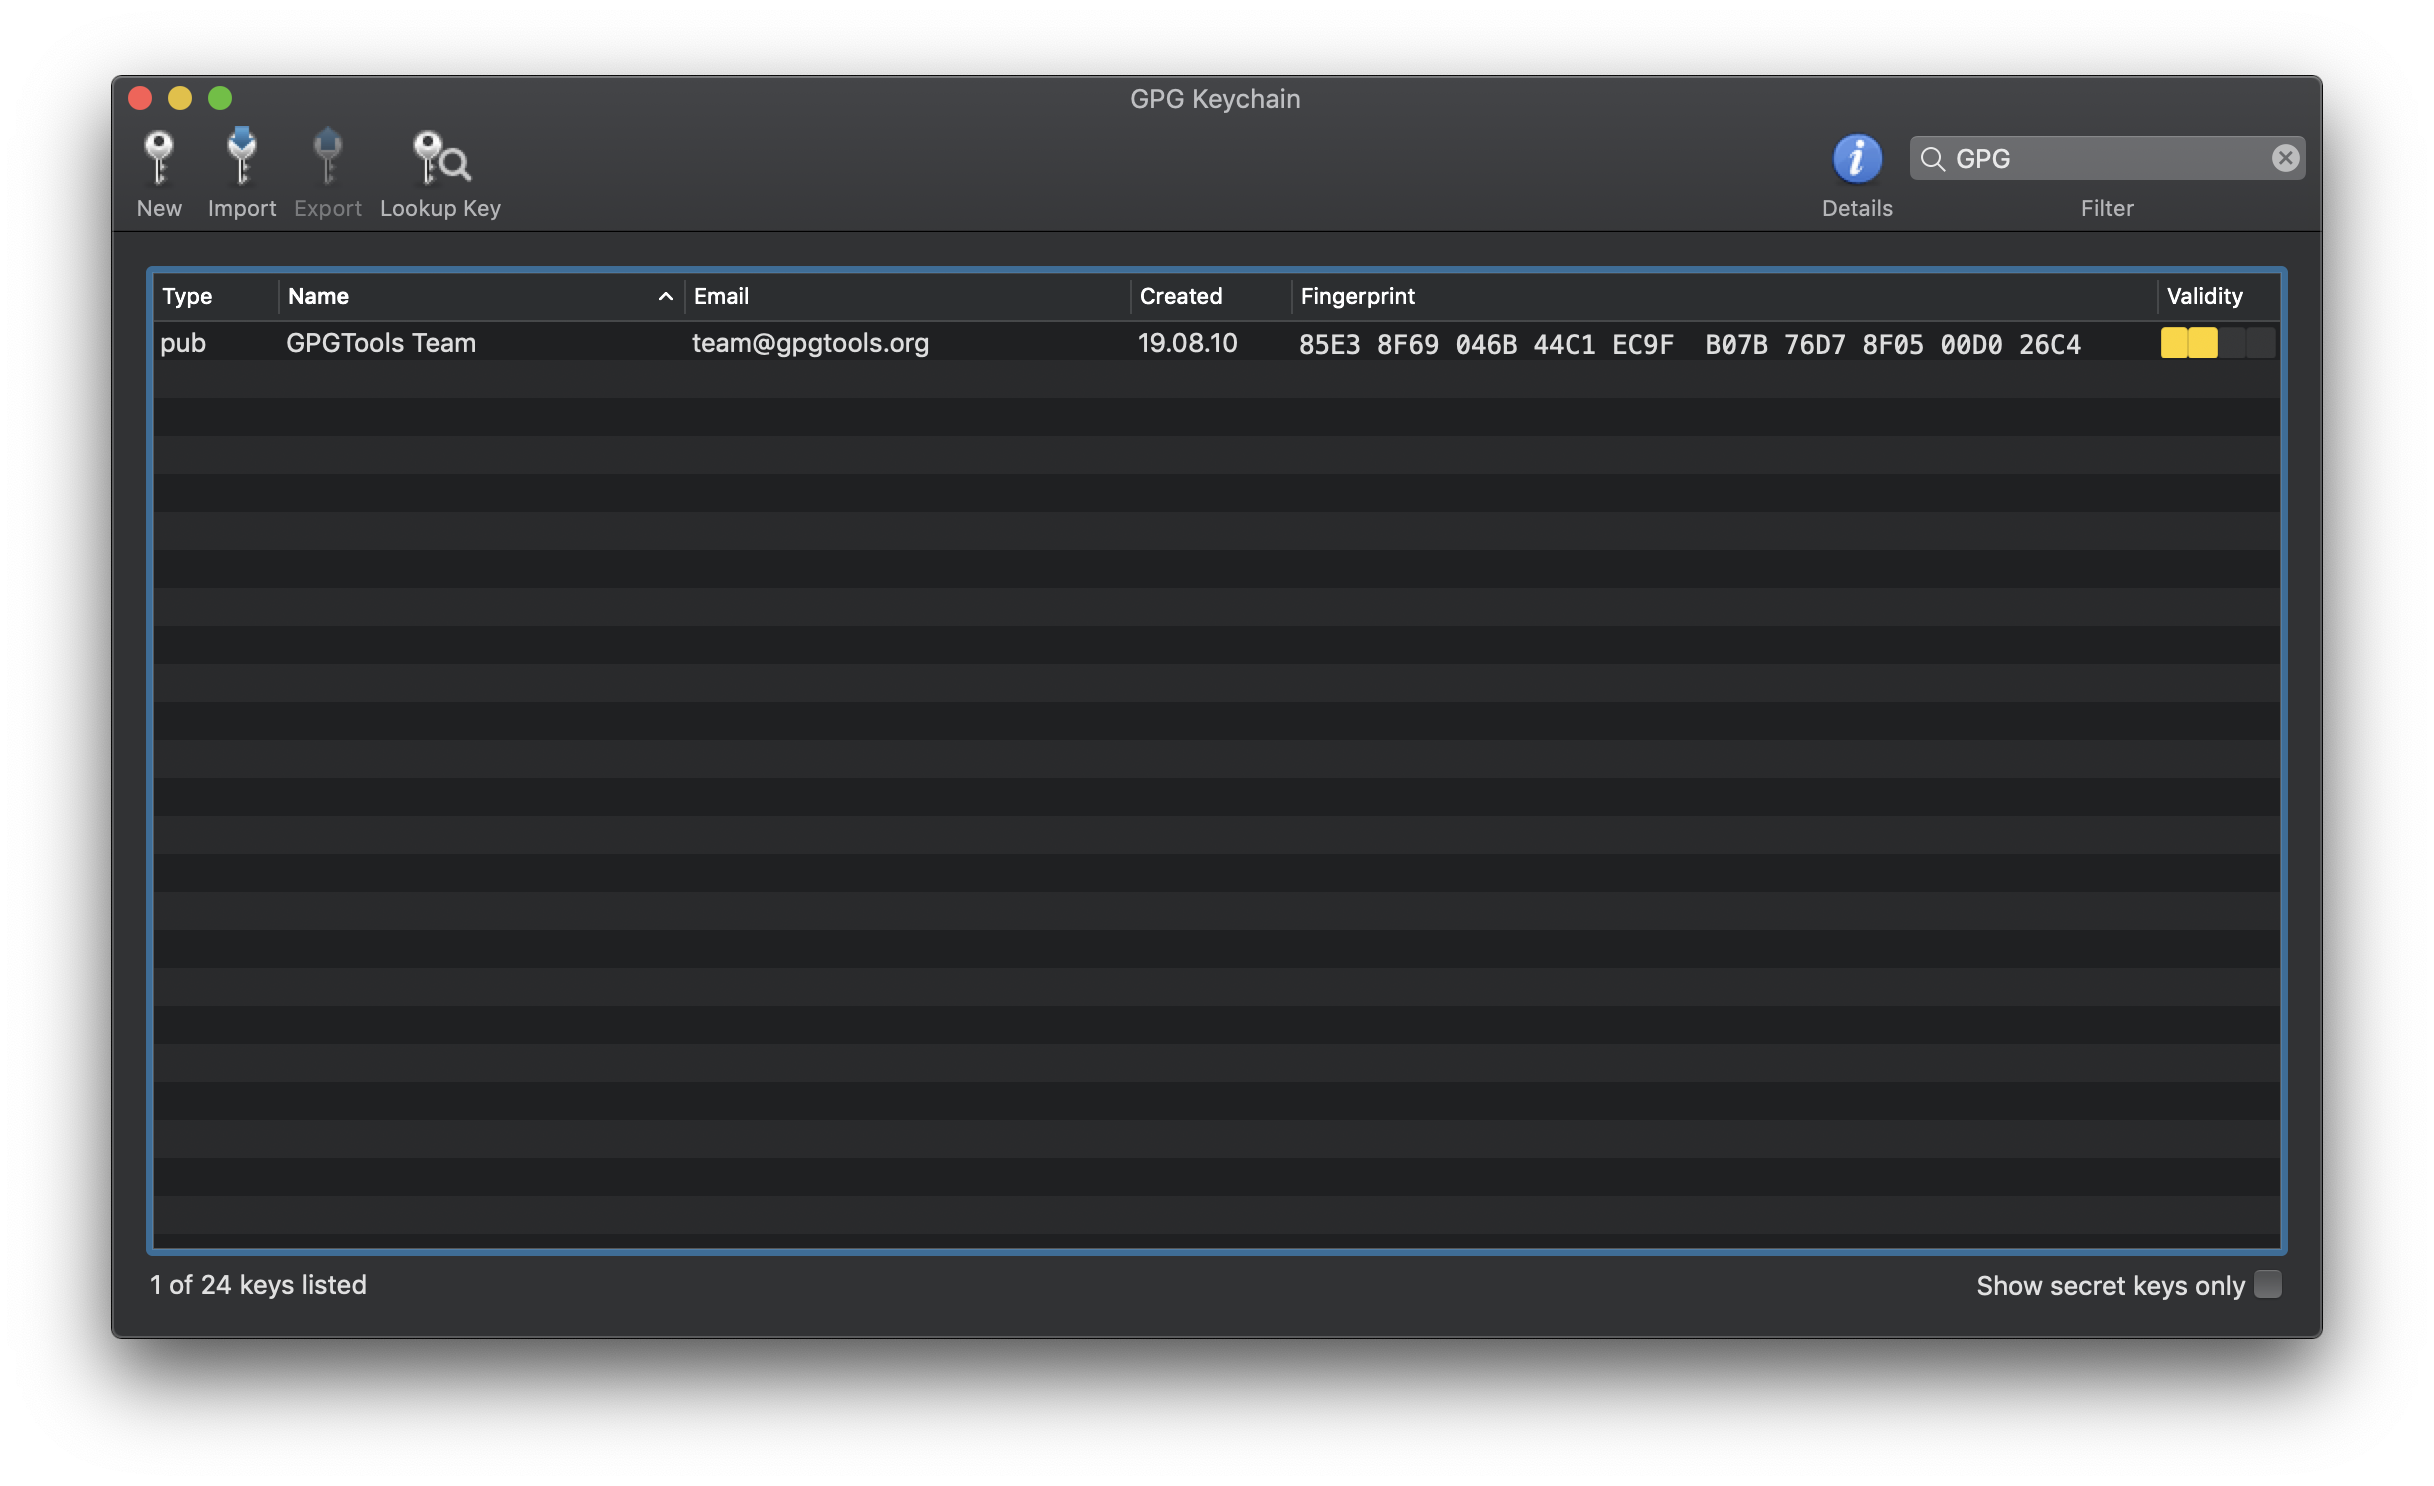 GPG Keychain
New Import Export Lookup Key Details GPG Filter
Type Name Email Created Fingerprint Validity
pub GPGTools Team team@gpgtools.org 19.08.10 85E3 8F69 046B 44C1 EC9F  B07B 76D7 8F05 00D0 26C4
1 of 24 keys listed Show secret keys only